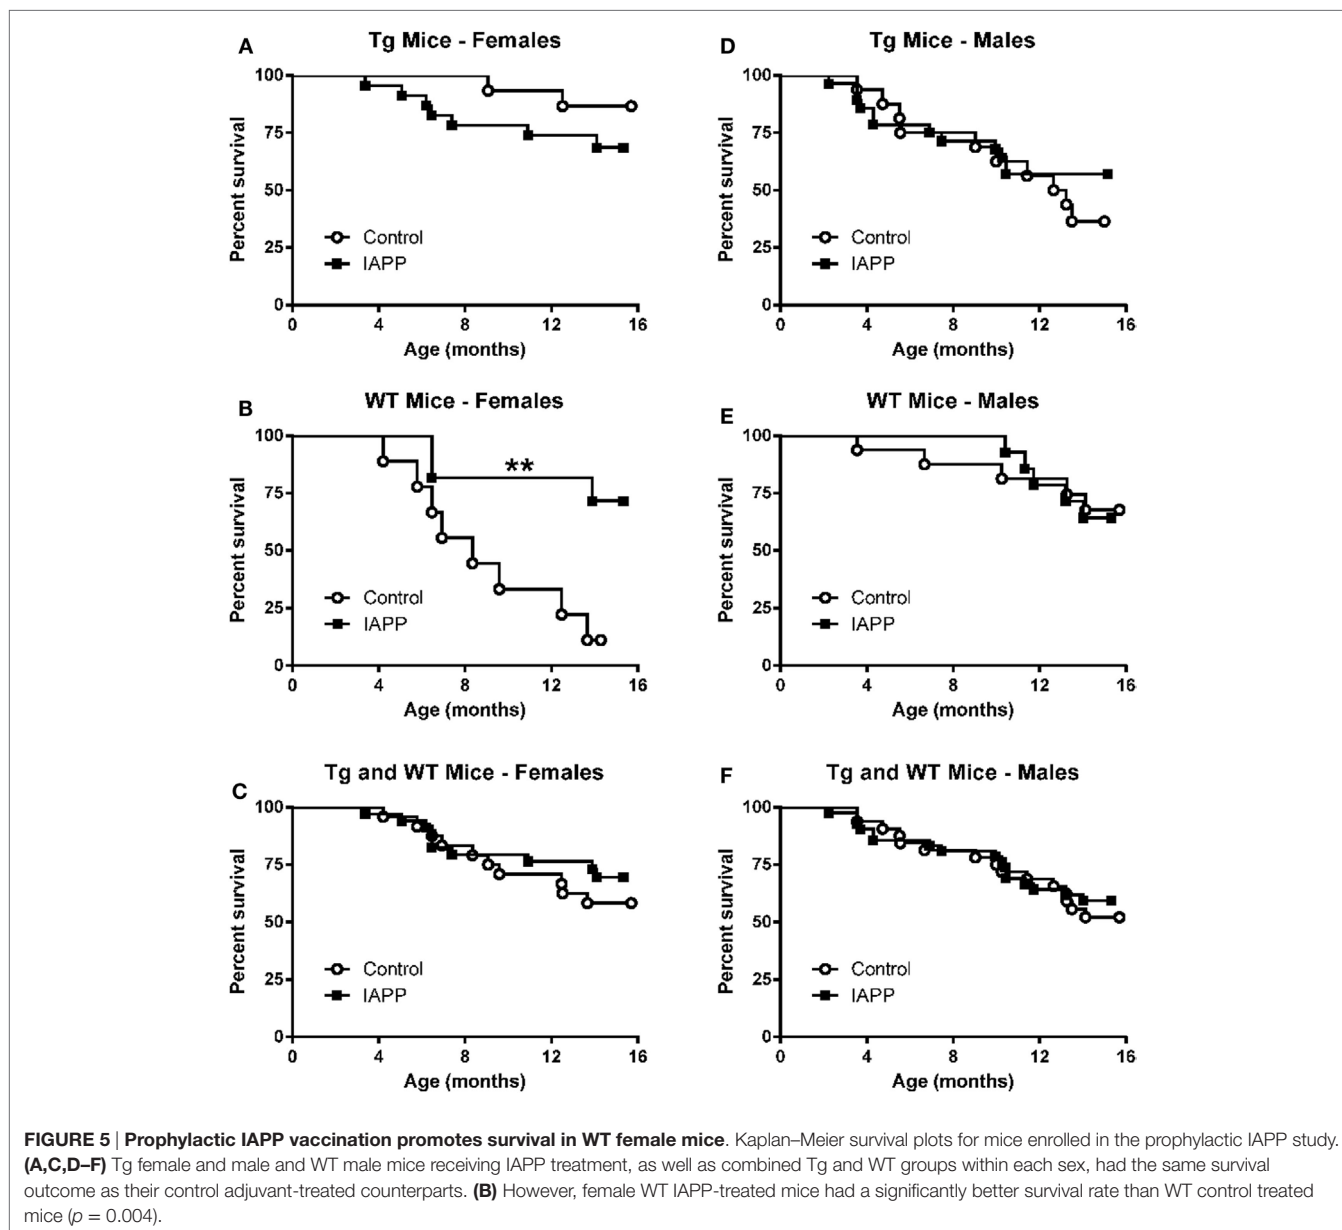 A
Tg Mice - Females
Percent survival
100
75
50
25
0
Control
IAPP
0 4 8 12 16
Age (months)
D
Tg Mice - Males
Percent survival
100
75
50
25
0
Control
IAPP
0 4 8 12 16
Age (months)
B
WT Mice - Females
Percent survival
100
75
50
25
0
**
Control
IAPP
0 4 8 12 16
Age (months)
E
WT Mice - Males
Percent survival
100
75
50
25
0
Control
IAPP
0 4 8 12 16
Age (months)
C
Tg and WT Mice - Females
Percent survival
100
75
50
25
0
Control
IAPP
0 4 8 12 16
Age (months)
F
Tg and WT Mice - Males
Percent survival
100
75
50
25
0
Control
IAPP
0 4 8 12 16
Age (months)
FIGURE 5 | Prophylactic IAPP vaccination promotes survival in WT female mice. Kaplan–Meier survival plots for mice enrolled in the prophylactic IAPP study.
(A,C,D–F) Tg female and male and WT male mice receiving IAPP treatment, as well as combined Tg and WT groups within each sex, had the same survival
outcome as their control adjuvant-treated counterparts. (B) However, female WT IAPP-treated mice had a significantly better survival rate than WT control treated
mice (p = 0.004).